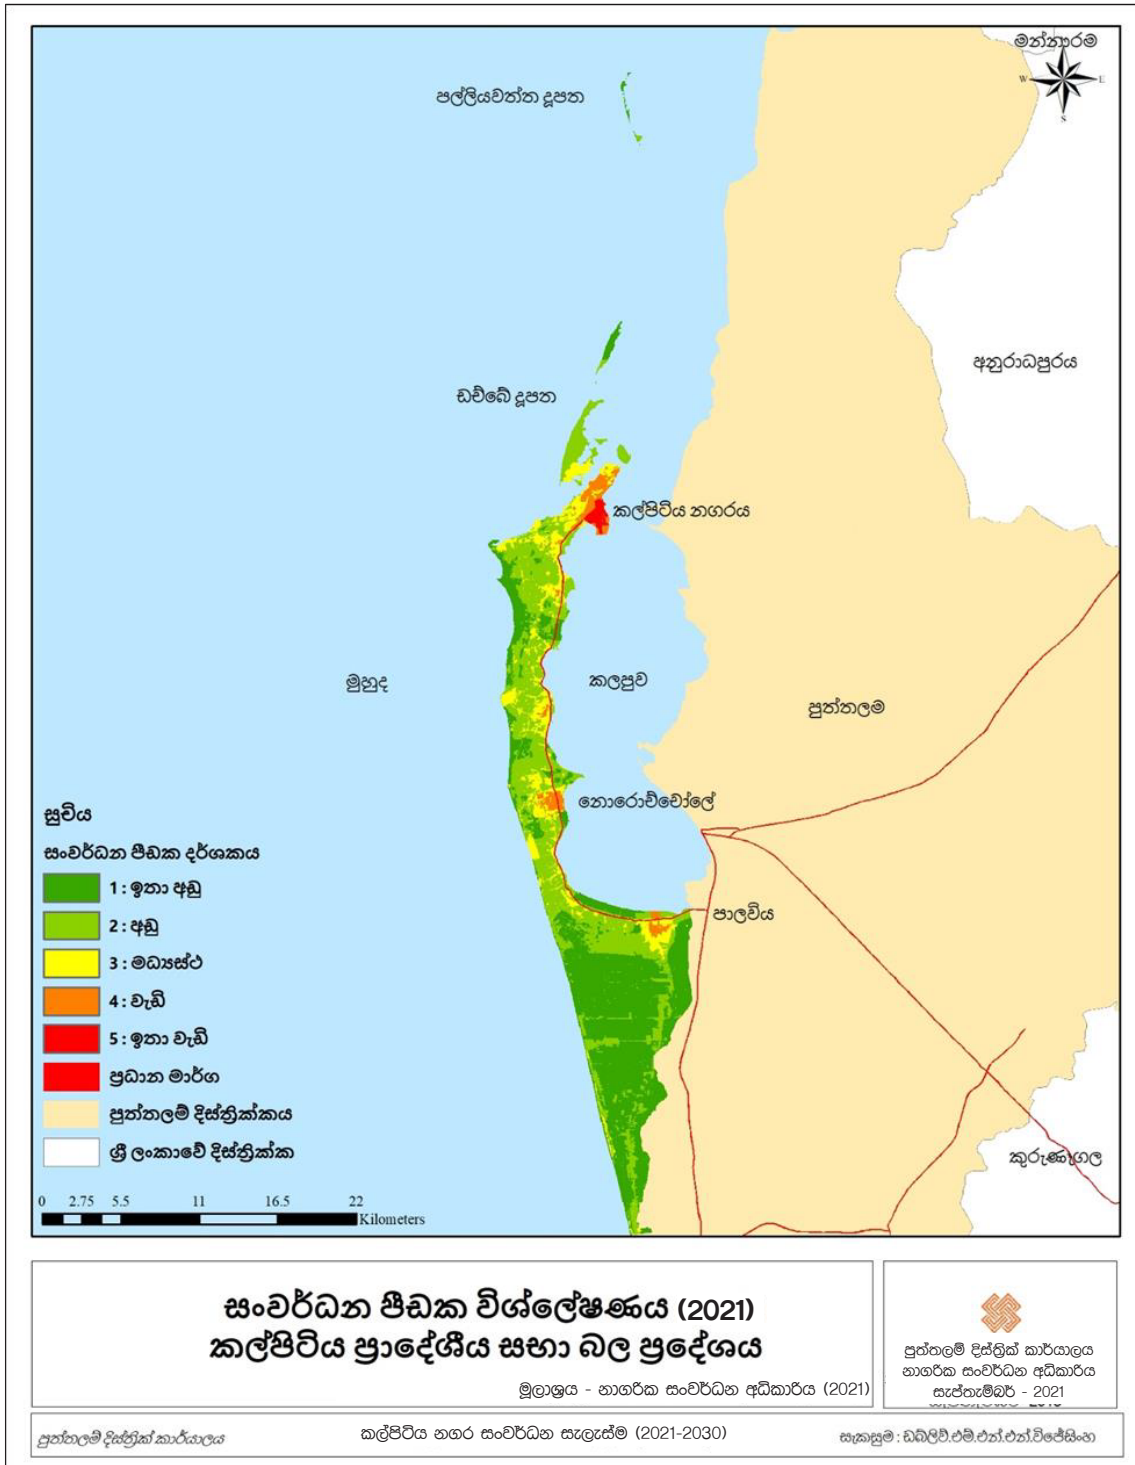 මන්නාරම
W
E
S
පල්ලියවත්ත දූපත
අනුරාධපුරය
ඩච්බේ දූපත
කල්පිටිය නගරය
මුහුද
කලපුව
පුත්තලම
නොරොච්චෝලේ
පාලවිය
කුරුණෑගල
සුචිය
සංවර්ධන පීඩක දර්ශකය
1 : ඉතා අඩු
2 : අඩු
3 : මධ්‍යස්ථ
4 : වැඩි
5 : ඉතා වැඩි
ප්‍රධාන මාර්ග
පුත්තලම් දිස්ත්‍රික්කය
ශ්‍රී ලංකාවේ දිස්ත්‍රික්ක
0 2.75 5.5 11 16.5 22
Kilometers
සංවර්ධන පීඩක විශ්ලේෂණය (2021)
කල්පිටිය ප්‍රාදේශීය සභා බල ප්‍රදේශය
මූලාශ්‍රය - නාගරික සංවර්ධන අධිකාරිය (2021)
පුත්තලම් දිස්ත්‍රික් කාර්යාලය
නාගරික සංවර්ධන අධිකාරිය
සැප්තැම්බර් - 2021
පුත්තලම් දිස්ත්‍රික් කාර්යාලය
කල්පිටිය නගර සංවර්ධන සැලැස්ම (2021-2030)
සැකසුම : ඩබ්ලිව්.එම්.එන්.එන්.විජේසිංහ